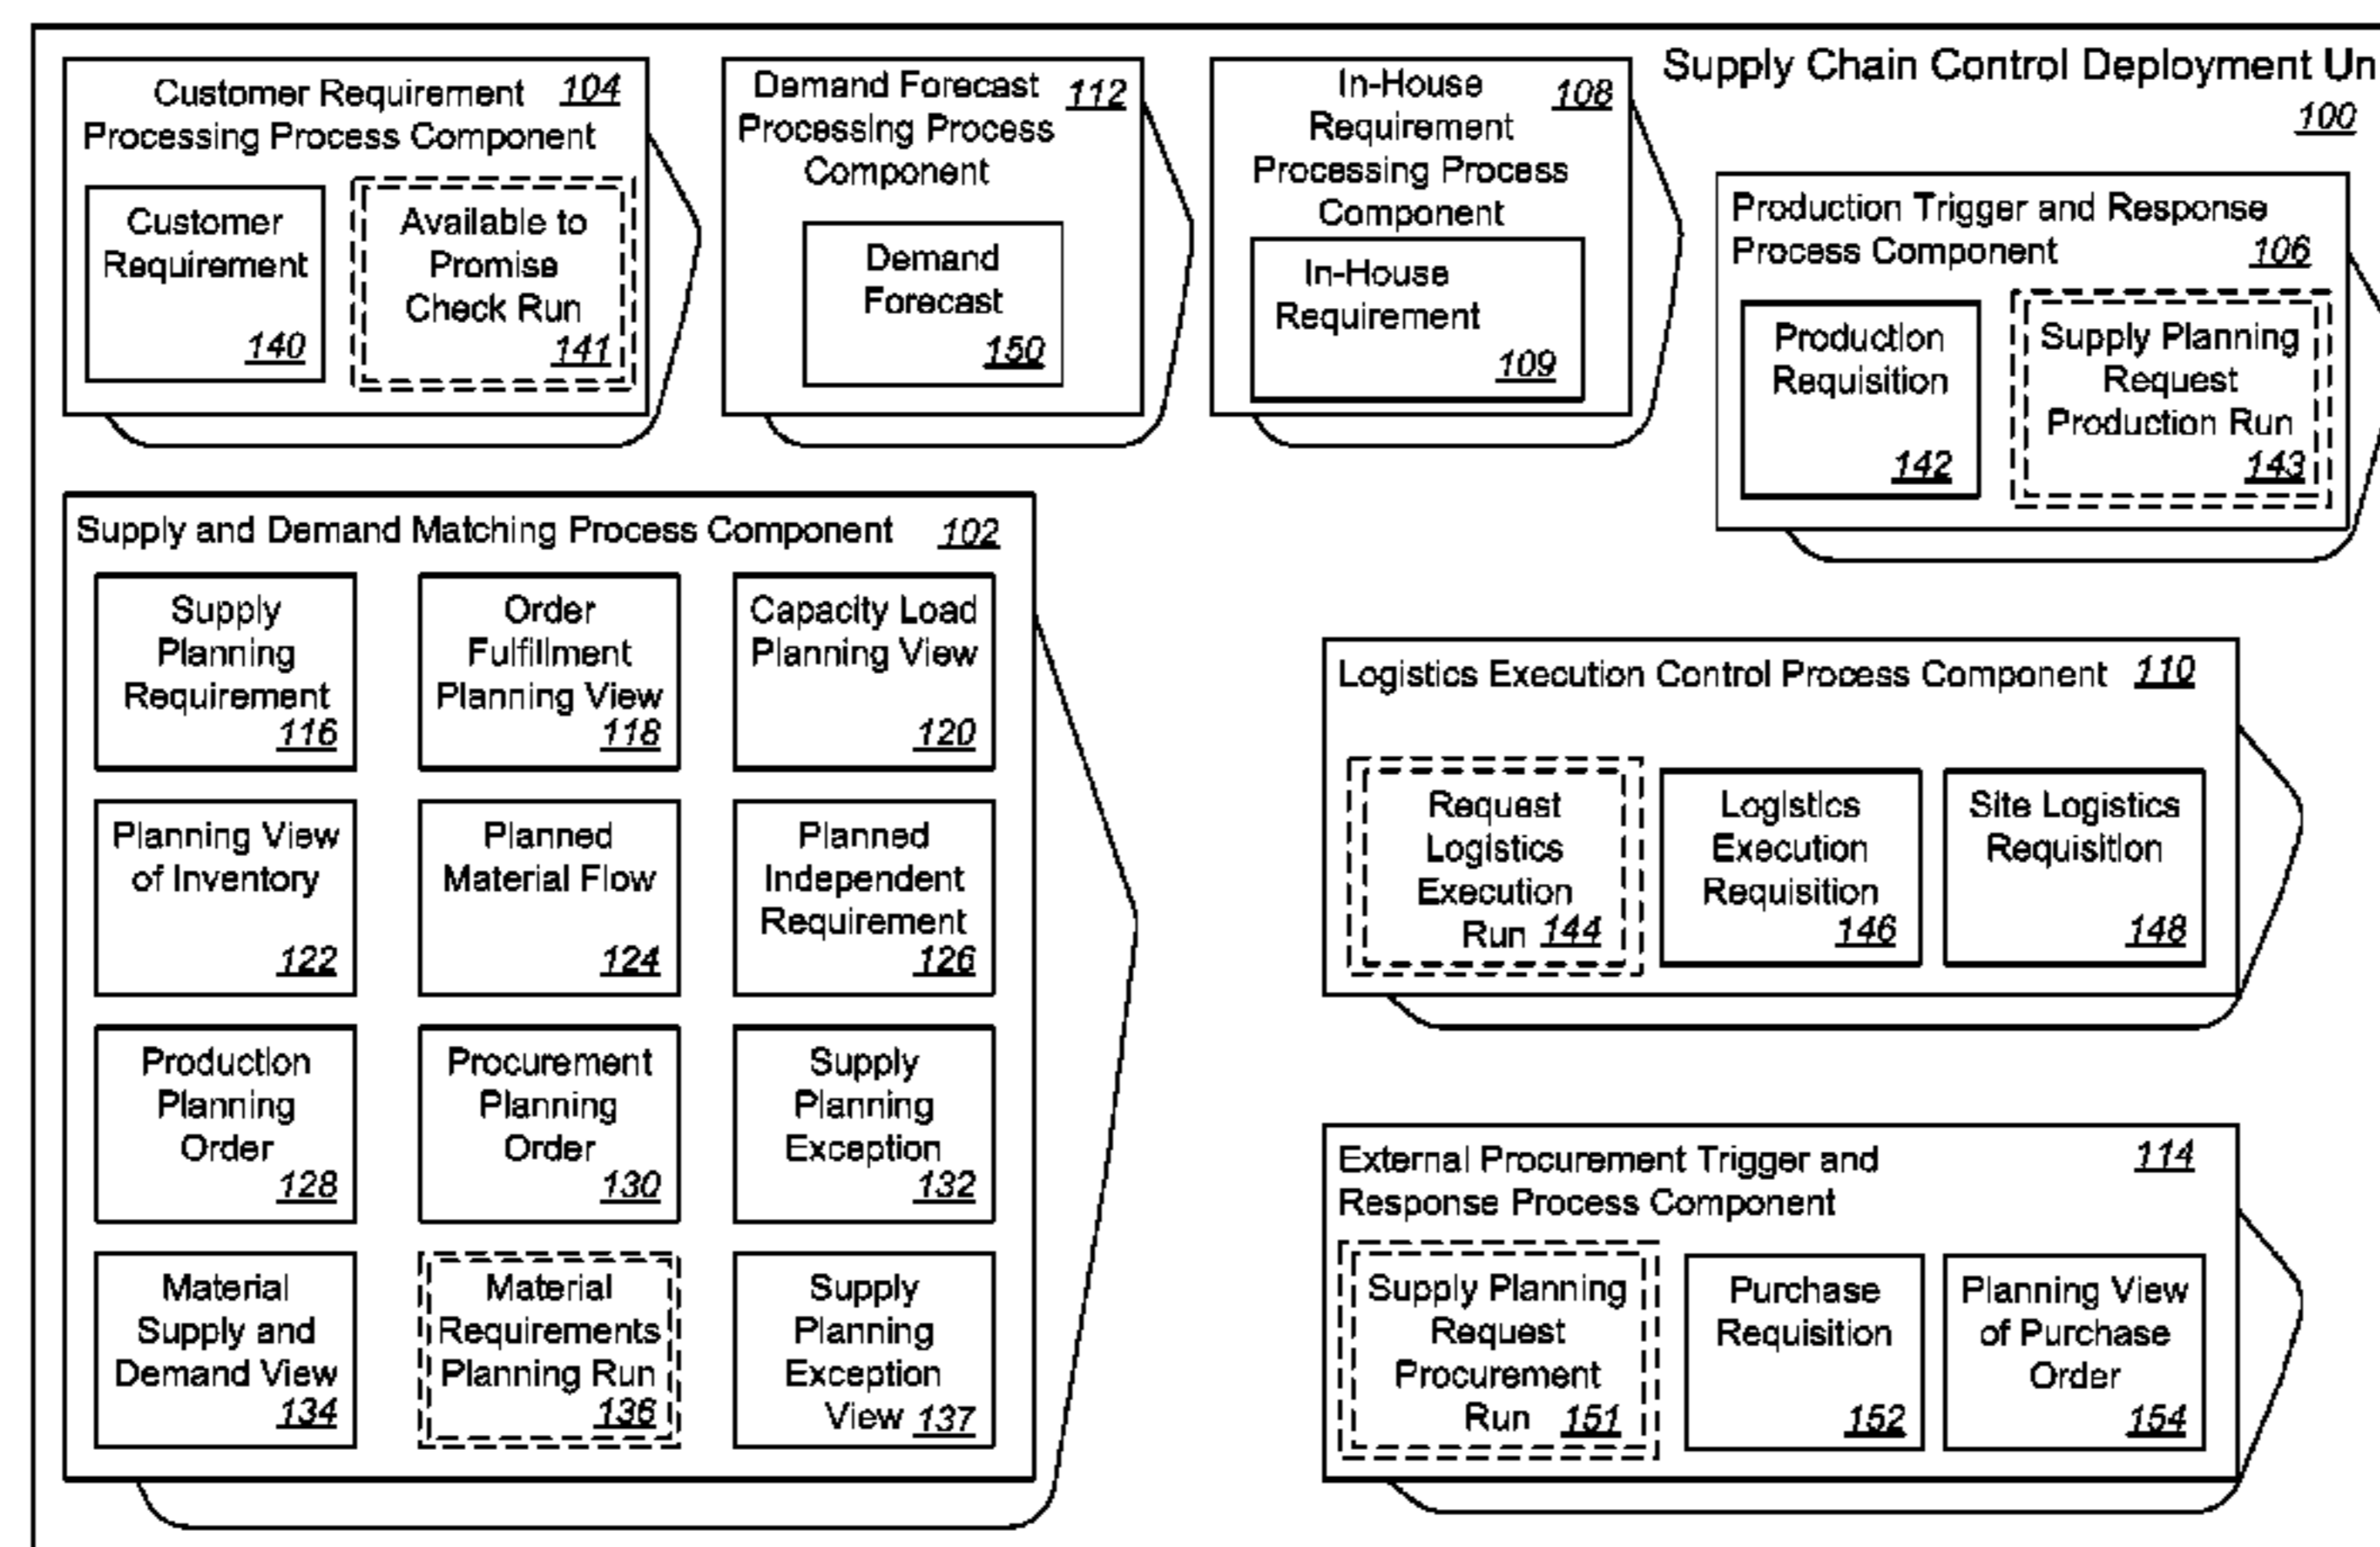 Supply Chain Control Deployment Un
100
Customer Requirement 104
Processing Process Component
Customer
Requirement
140
Available to
Promise
Check Run
141
Demand Forecast 112
Processing Process
Component
Demand
Forecast
150
In-House 108
Requirement
Processing Process
Component
In-House
Requirement
109
Production Trigger and Response
Process Component 106
Production
Requisition
142
Supply Planning
Request
Production Run
143
Supply and Demand Matching Process Component 102
Supply
Planning
Requirement
116
Order
Fulfillment
Planning View
118
Capacity Load
Planning View
120
Planning View
of Inventory
122
Planned
Material Flow
124
Planned
Independent
Requirement
126
Production
Planning
Order
128
Procurement
Planning
Order
130
Supply
Planning
Exception
132
Material
Supply and
Demand View
134
Material
Requirements
Planning Run
136
Supply
Planning
Exception
View 137
Logistics Execution Control Process Component 110
Request
Logistics
Execution
Run 144
Logistics
Execution
Requisition
146
Site Logistics
Requisition
148
External Procurement Trigger and 114
Response Process Component
Supply Planning
Request
Procurement
Run 151
Purchase
Requisition
152
Planning View
of Purchase
Order
154